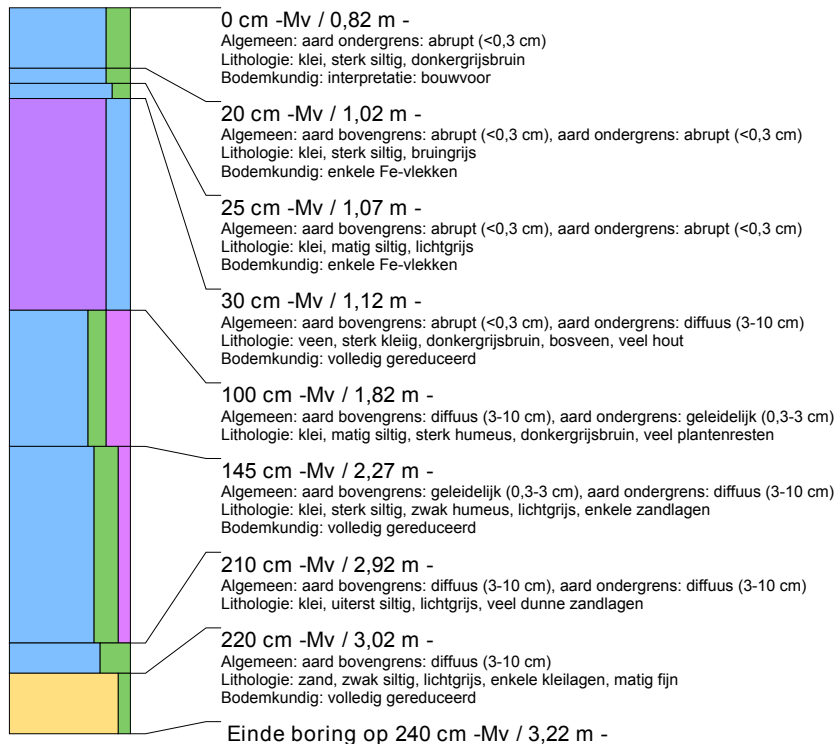 0 cm -Mv / 0,82 m -
Algemeen: aard ondergrens: abrupt (<0,3 cm)
Lithologie: klei, sterk siltig, donkergrijsbruin
Bodemkundig: interpretatie: bouwvoor
20 cm -Mv / 1,02 m -
Algemeen: aard bovengrens: abrupt (<0,3 cm), aard ondergrens: abrupt (<0,3 cm)
Lithologie: klei, sterk siltig, bruingrijs
Bodemkundig: enkele Fe-vlekken
25 cm -Mv / 1,07 m -
Algemeen: aard bovengrens: abrupt (<0,3 cm), aard ondergrens: abrupt (<0,3 cm)
Lithologie: klei, matig siltig, lichtgrijs
Bodemkundig: enkele Fe-vlekken
30 cm -Mv / 1,12 m -
Algemeen: aard bovengrens: abrupt (<0,3 cm), aard ondergrens: diffuus (3-10 cm)
Lithologie: veen, sterk kleiig, donkergrijsbruin, bosveen, veel hout
Bodemkundig: volledig gereduceerd
100 cm -Mv / 1,82 m -
Algemeen: aard bovengrens: diffuus (3-10 cm), aard ondergrens: geleidelijk (0,3-3 cm)
Lithologie: klei, matig siltig, sterk humeus, donkergrijsbruin, veel plantenresten
145 cm -Mv / 2,27 m -
Algemeen: aard bovengrens: geleidelijk (0,3-3 cm), aard ondergrens: diffuus (3-10 cm)
Lithologie: klei, sterk siltig, zwak humeus, lichtgrijs, enkele zandlagen
Bodemkundig: volledig gereduceerd
210 cm -Mv / 2,92 m -
Algemeen: aard bovengrens: diffuus (3-10 cm), aard ondergrens: diffuus (3-10 cm)
Lithologie: klei, uiterst siltig, lichtgrijs, veel dunne zandlagen
220 cm -Mv / 3,02 m -
Algemeen: aard bovengrens: diffuus (3-10 cm)
Lithologie: zand, zwak siltig, lichtgrijs, enkele kleilagen, matig fijn
Bodemkundig: volledig gereduceerd
Einde boring op 240 cm -Mv / 3,22 m -